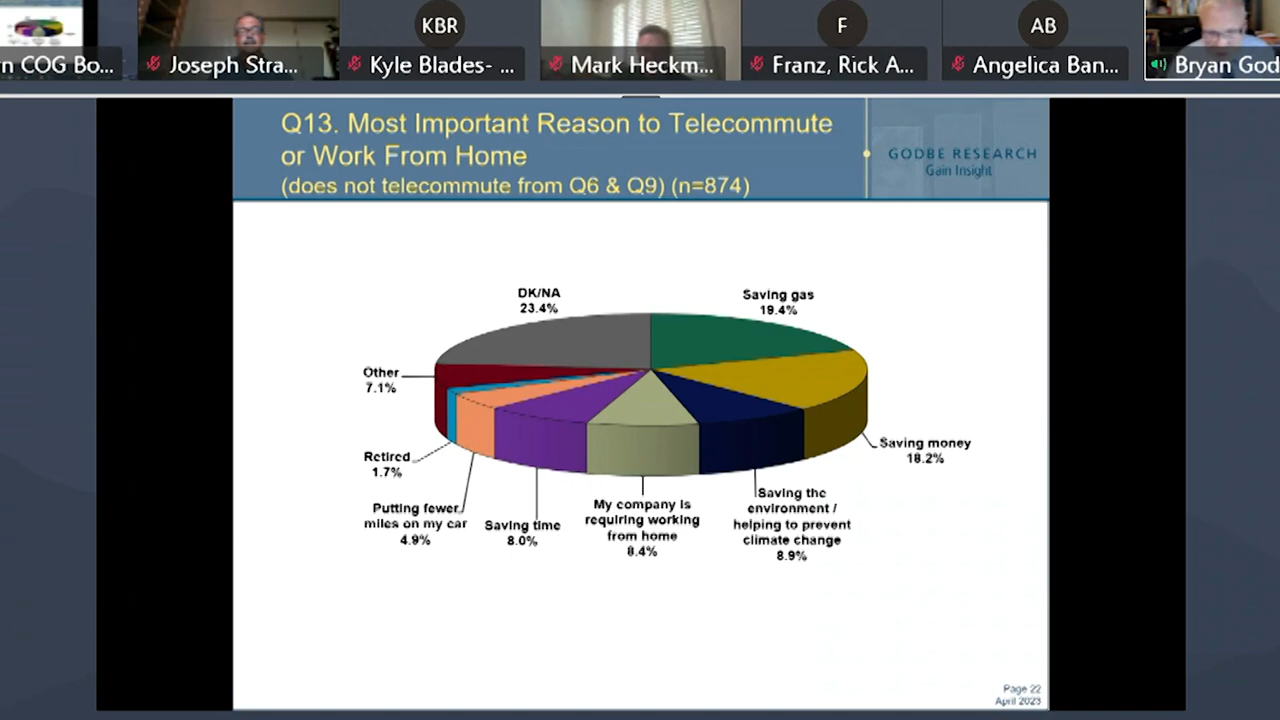 KBR
F
AB
n COG Bo...
Joseph Stra...
Kyle Blades- ...
Mark Heckm...
Franz, Rick A...
Angelica Ban...
Bryan God
Q13. Most Important Reason to Telecommute
or Work From Home
(does not telecommute from Q6 & Q9) (n=874)
GODBE RESEARCH
Gain Insight
DK/NA
23.4%
Saving gas
19.4%
Other
7.1%
Saving money
18.2%
Retired
1.7%
Putting fewer
miles on my car
4.9%
Saving time
8.0%
My company is
requiring working
from home
8.4%
Saving the
environment /
helping to prevent
climate change
8.9%
Page 22
April 2023